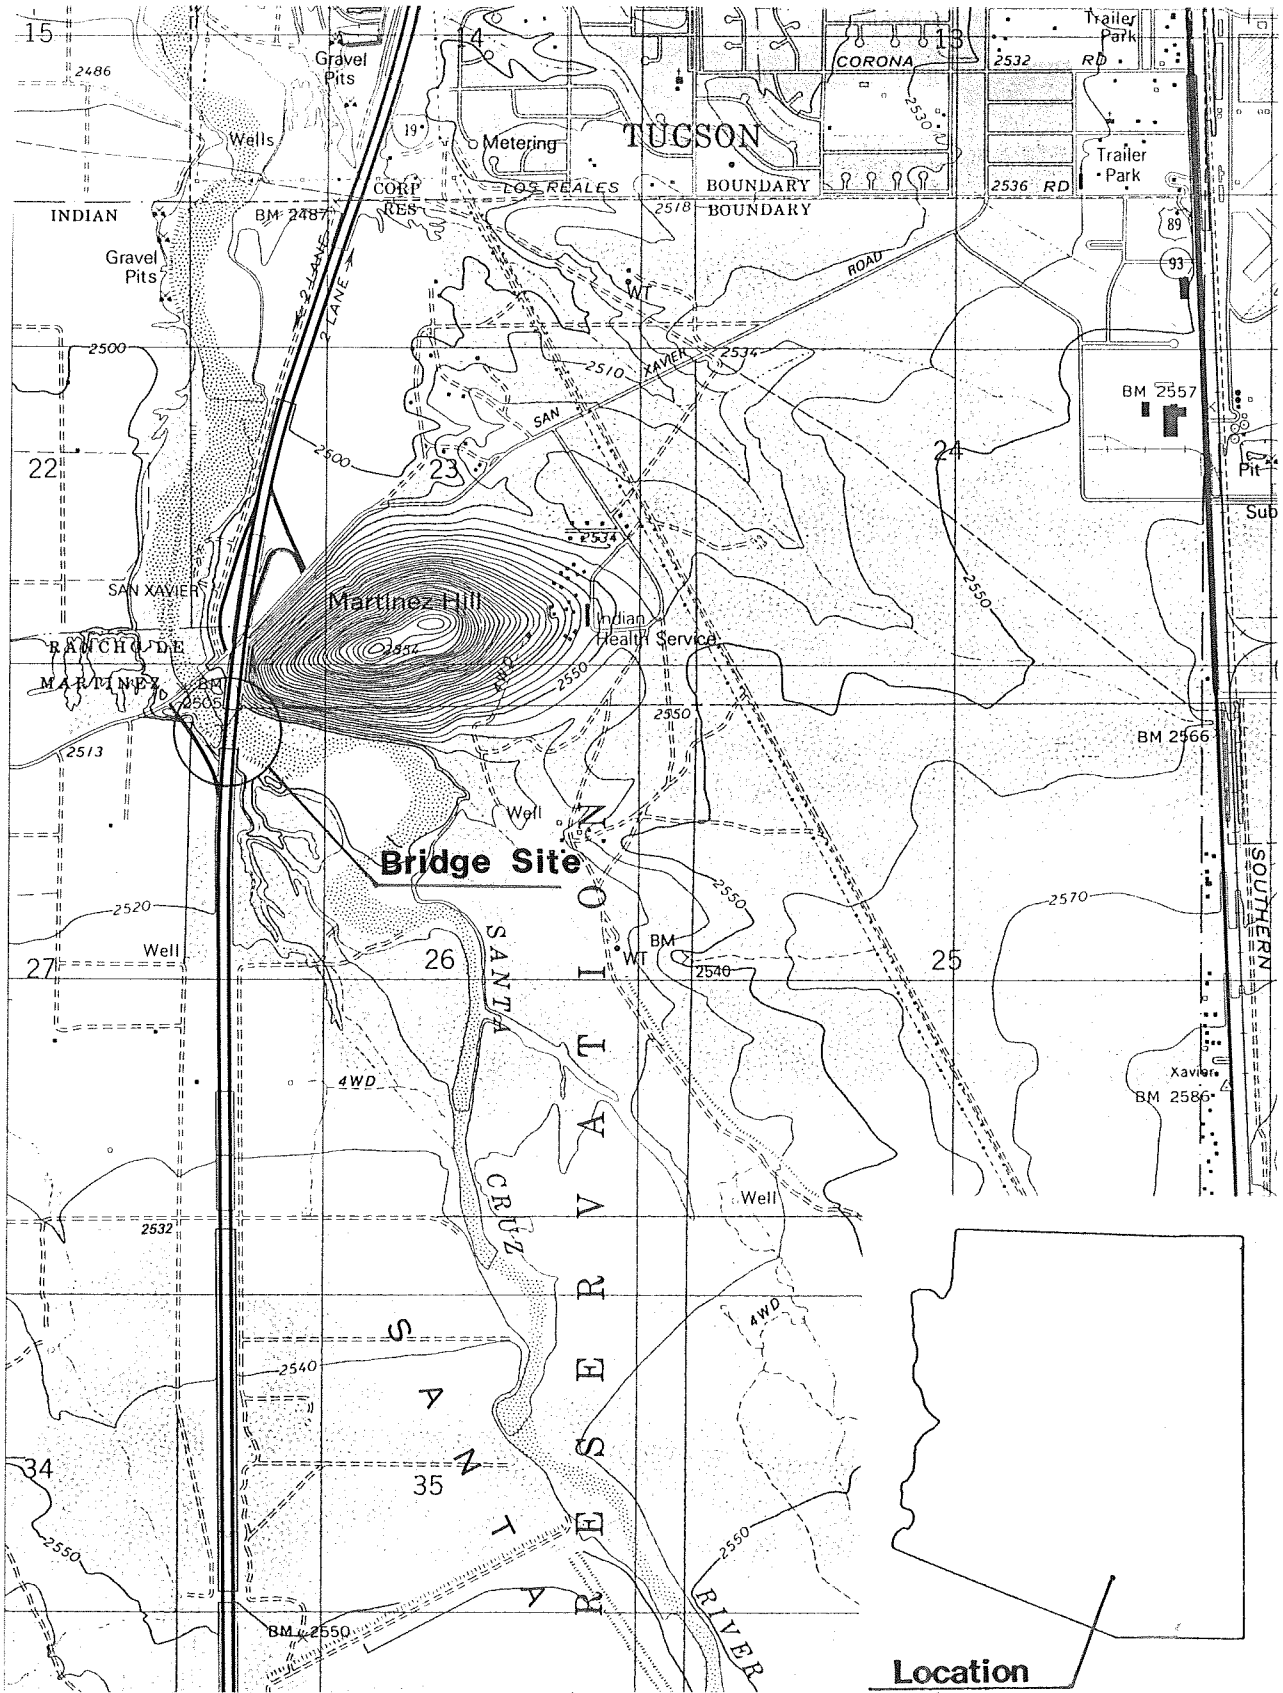 15
14
13
Trailer
Park
2486
Gravel
Pits
CORONA
2532
RD
2530
Wells
19
Metering
TUCSON
Trailer
Park
CORP
RES
LOS REALES
BOUNDARY
BOUNDARY
2518
2536 RD
INDIAN
BM 2487
89
93
Gravel
Pits
2 LANE
2 LANE
WT
ROAD
2500
2510
XAVIER
2534
SAN
BM 2557
2500
22
23
24
Pit
Sub
2534
SAN XAVIER
Martinez Hill
2550
Indian
Health Service
RANCHO DE
MARTINEZ
BM
2505
2854
4WD
2550
2550
2513
BM 2566
Well
Bridge Site
SOUTHERN
2520
2550
2570
Well
27
26
SANTA
WT
BM
2540
25
4WD
Xavier
BM 2586
CRUZ
Well
2532
RESERVATION
4WD
2540
SANTA
34
35
2550
2550
RIVER
BM 2550
Location